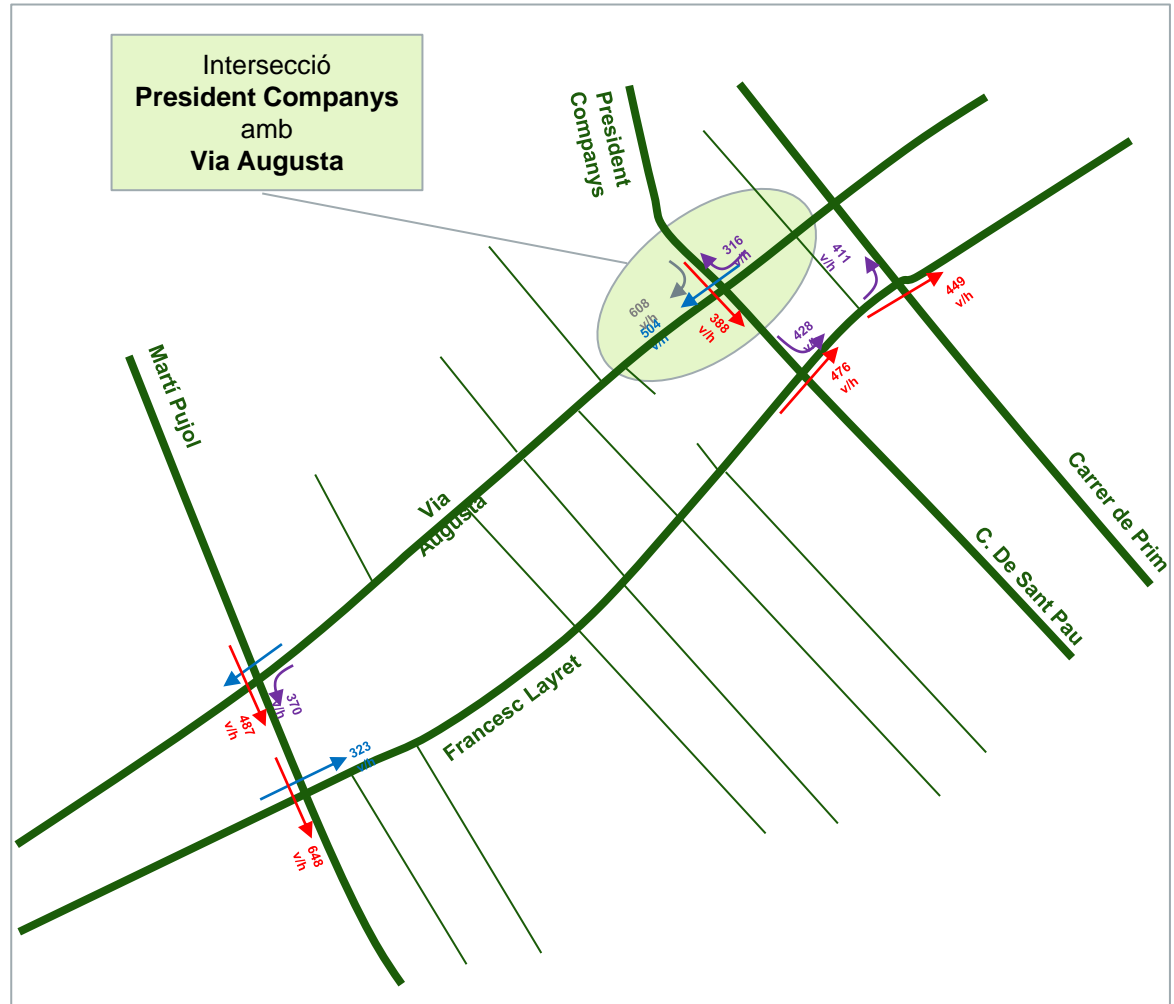 Intersecció
President Companys
amb
Via Augusta
President
Companys
316
v/h
411
v/h
449
v/h
608
v/h
504
v/h
388
v/h
428
v/h
476
v/h
Martí Pujol
Via
Augusta
Carrer de Prim
C. De Sant Pau
Francesc Layret
370
v/h
487
v/h
323
v/h
648
v/h